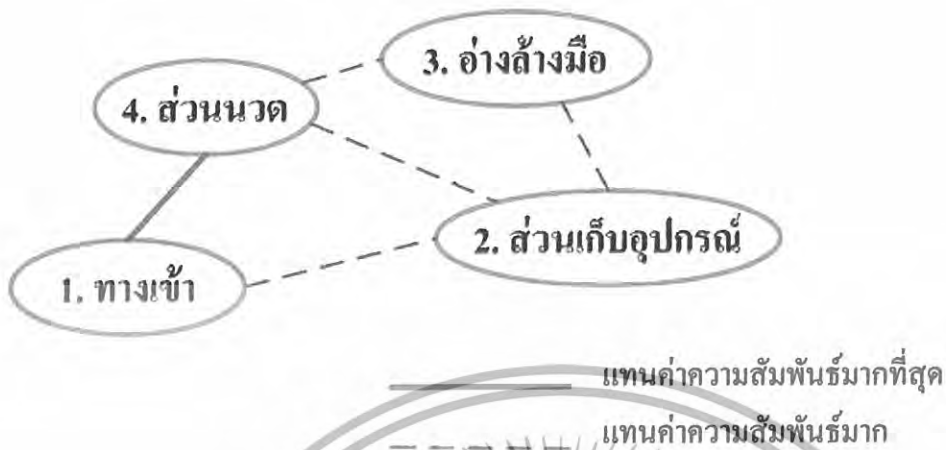 3. อ่างล้างมือ
4. ส่วนนวด
2. ส่วนเก็บอุปกรณ์
1. ทางเข้า
แทนค่าความสัมพันธ์มากที่สุด
แทนค่าความสัมพันธ์มาก